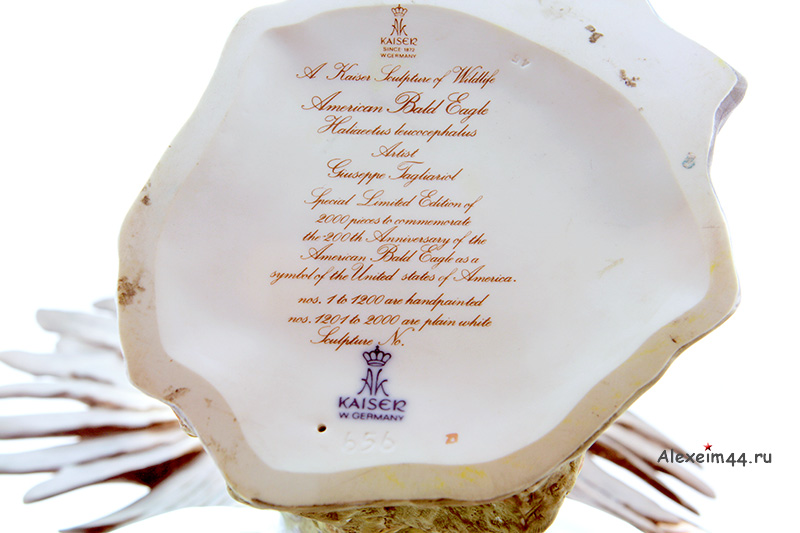 AK
KAISER
SINCE 1872
W.GERMANY
A Kaiser Sculpture of Wildlife
American Bald Eagle
Haliaeetus leucocephalus
Artist
Giuseppe Tagliariol
Special Limited Edition of
2000 pieces to commemorate
the 200th Anniversary of the
American Bald Eagle as a
symbol of the United states of America.
nos. 1 to 1200 are handpainted
nos. 1201 to 2000 are plain white
Sculpture No.
AK
KAISER
W. GERMANY
656
Alexeim44.ru